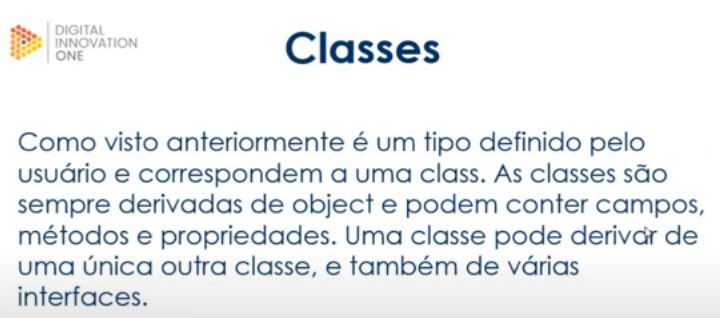 DIGITAL
INNOVATION
ONE
Classes
Como visto anteriormente é um tipo definido pelo
usuário e correspondem a uma class. As classes são
sempre derivadas de object e podem conter campos,
métodos e propriedades. Uma classe pode derivar de
uma única outra classe, e também de várias
interfaces.